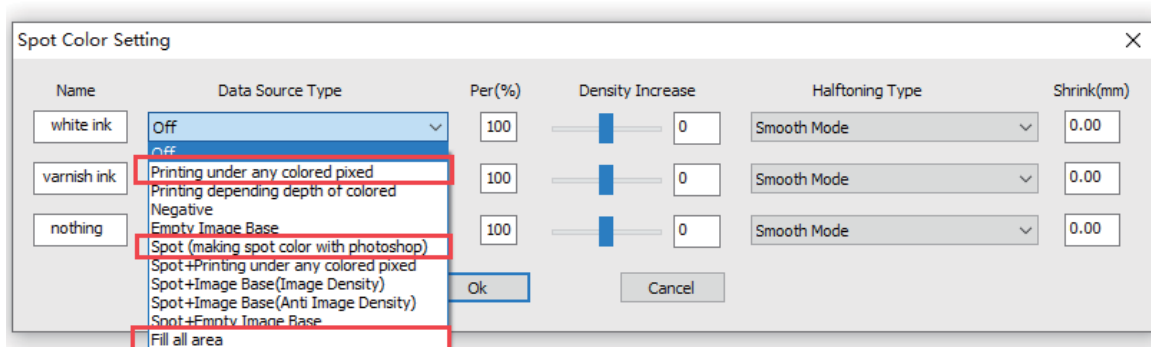 Spot Color Setting
Name Data Source Type Per(%) Density Increase Halftoning Type Shrink(mm)
white ink Off 100 0 Smooth Mode 0.00
Off
Printing under any colored pixed
varnish ink 100 0 Smooth Mode 0.00
Printing depending depth of colored
Negative
Empty Image Base
nothing 100 0 Smooth Mode 0.00
Spot (making spot color with photoshop)
Spot+Printing under any colored pixed
Spot+Image Base(Image Density)
Ok Cancel
Spot+Image Base(Anti Image Density)
Spot+Empty Image Base
Fill all area